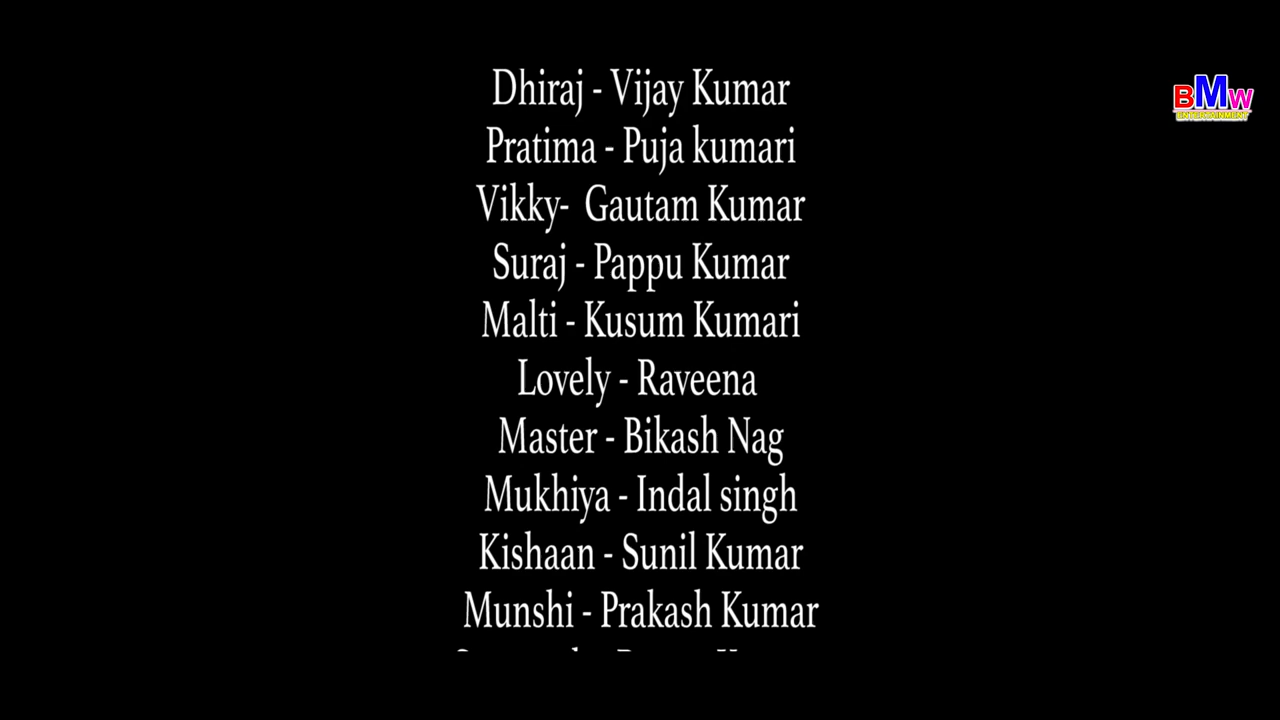 Dhiraj - Vijay Kumar
BMW
ENTERTAINMENT
Pratima - Puja kumari
Vikky-  Gautam Kumar
Suraj - Pappu Kumar
Malti - Kusum Kumari
Lovely - Raveena
Master - Bikash Nag
Mukhiya - Indal singh
Kishaan - Sunil Kumar
Munshi - Prakash Kumar